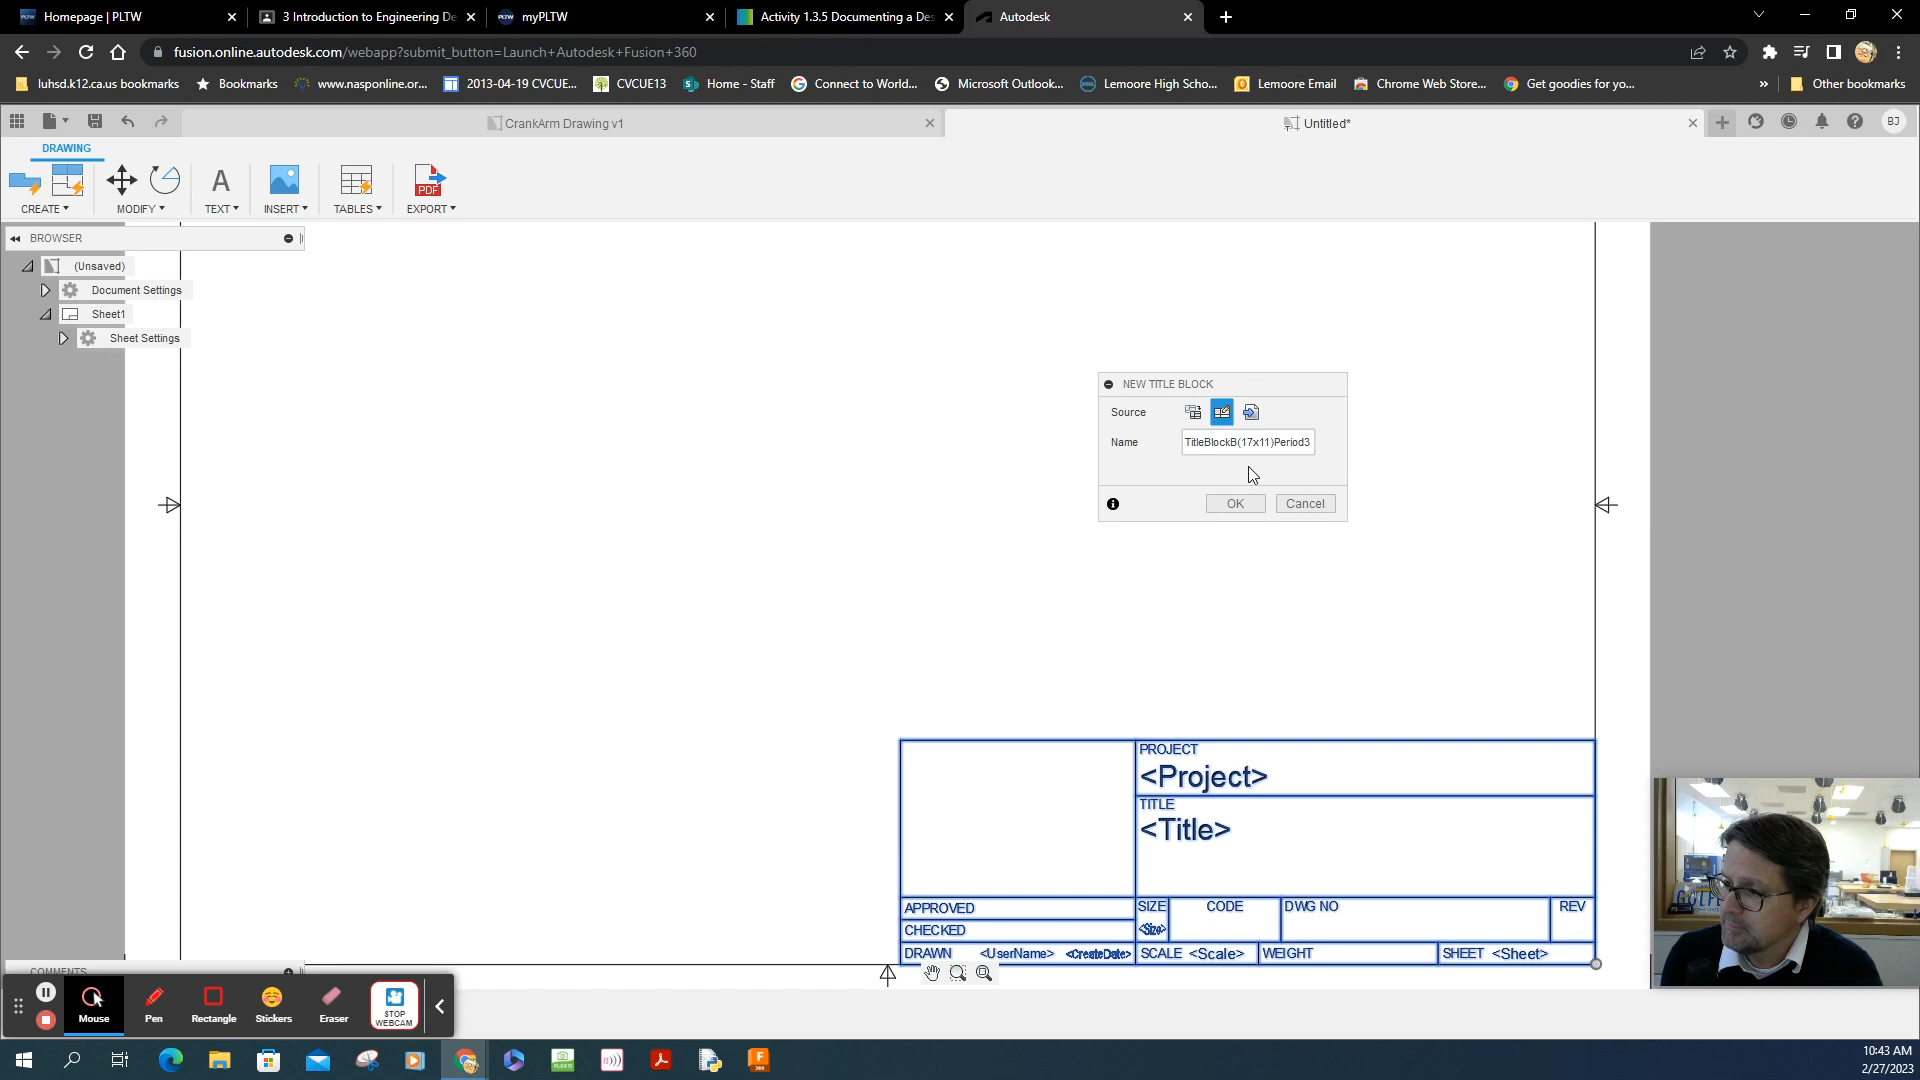 Homepage | PLTW
3 Introduction to Engineering De
myPLTW
Activity 1.3.5 Documenting a Des
Autodesk
fusion.online.autodesk.com/webapp?submit_button=Launch+Autodesk+Fusion+360
luhsd.k12.ca.us bookmarks
Bookmarks
www.nasponline.or...
2013-04-19 CVCUE...
CVCUE13
Home - Staff
Connect to World...
Microsoft Outlook...
Lemoore High Scho...
Lemoore Email
Chrome Web Store...
Get goodies for yo...
»
Other bookmarks
CrankArm Drawing v1
Untitled*
BJ
DRAWING
A
PDF
CREATE
MODIFY
TEXT
INSERT
TABLES
EXPORT
BROWSER
(Unsaved)
Document Settings
Sheet1
Sheet Settings
NEW TITLE BLOCK
Source
Name
TitleBlockB(17x11)Period3
OK
Cancel
PROJECT
<Project>
TITLE
<Title>
APPROVED
CHECKED
DRAWN <UserName> <CreateDate>
SIZE
<Size>
CODE
DWG NO
REV
SCALE <Scale>
WEIGHT
SHEET <Sheet>
COMMENTS
Mouse
Pen
Rectangle
Stickers
Eraser
STOP
WEBCAM
10:43 AM
2/27/2023